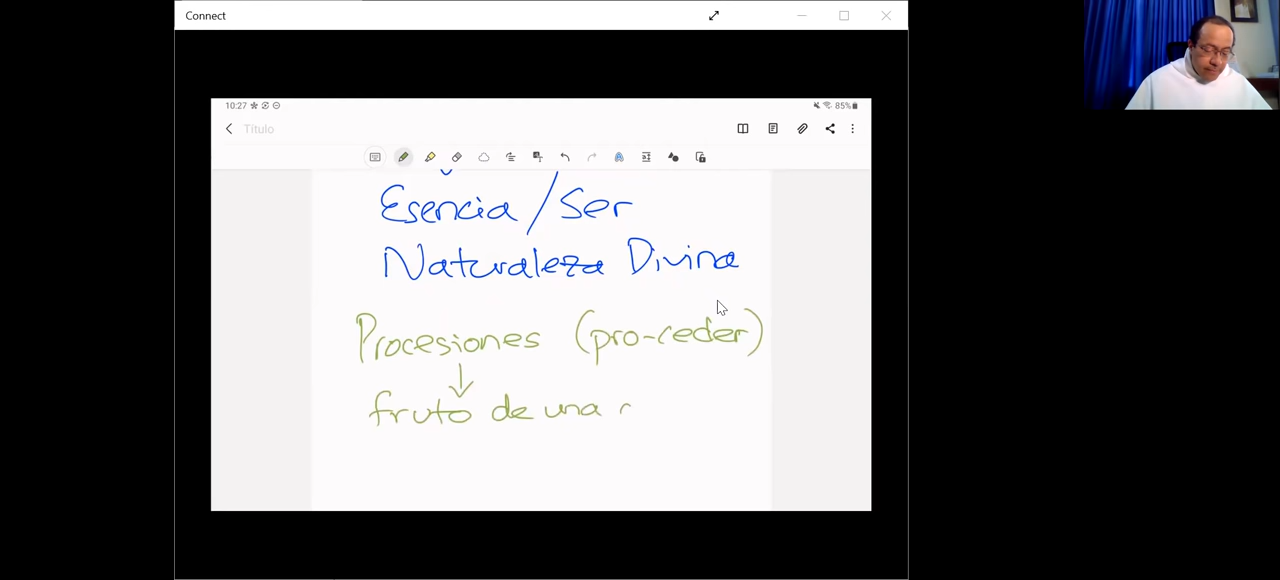 Connect
10:27
85%
Título
Esencia / Ser
Naturaleza Divina
Procesiones (pro-ceder)
↓
fruto de una